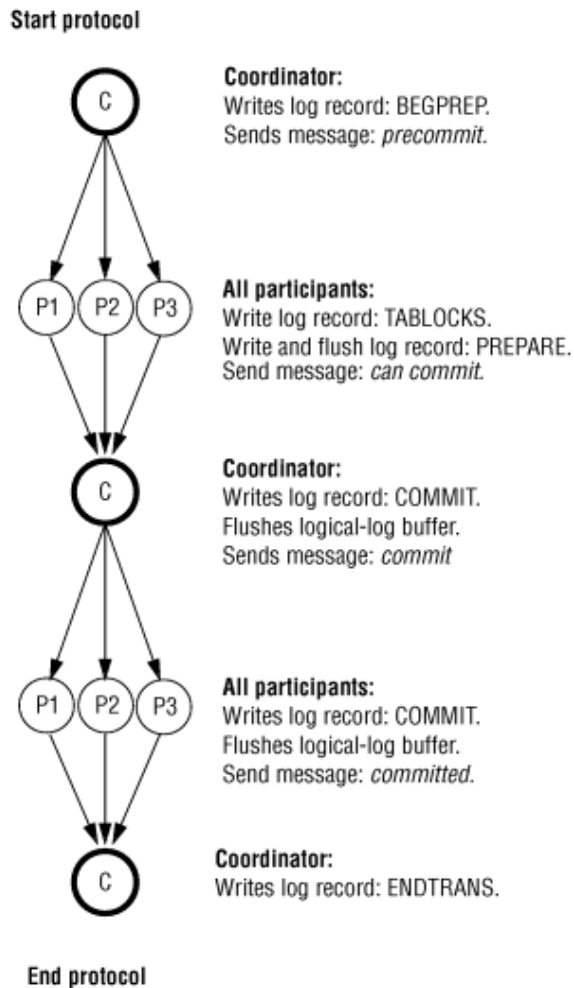 Start protocol
C
Coordinator:
Writes log record: BEGPREP.
Sends message: precommit.
P1 P2 P3
All participants:
Write log record: TABLOCKS.
Write and flush log record: PREPARE.
Send message: can commit.
C
Coordinator:
Writes log record: COMMIT.
Flushes logical-log buffer.
Sends message: commit
P1 P2 P3
All participants:
Writes log record: COMMIT.
Flushes logical-log buffer.
Send message: committed.
C
Coordinator:
Writes log record: ENDTRANS.
End protocol